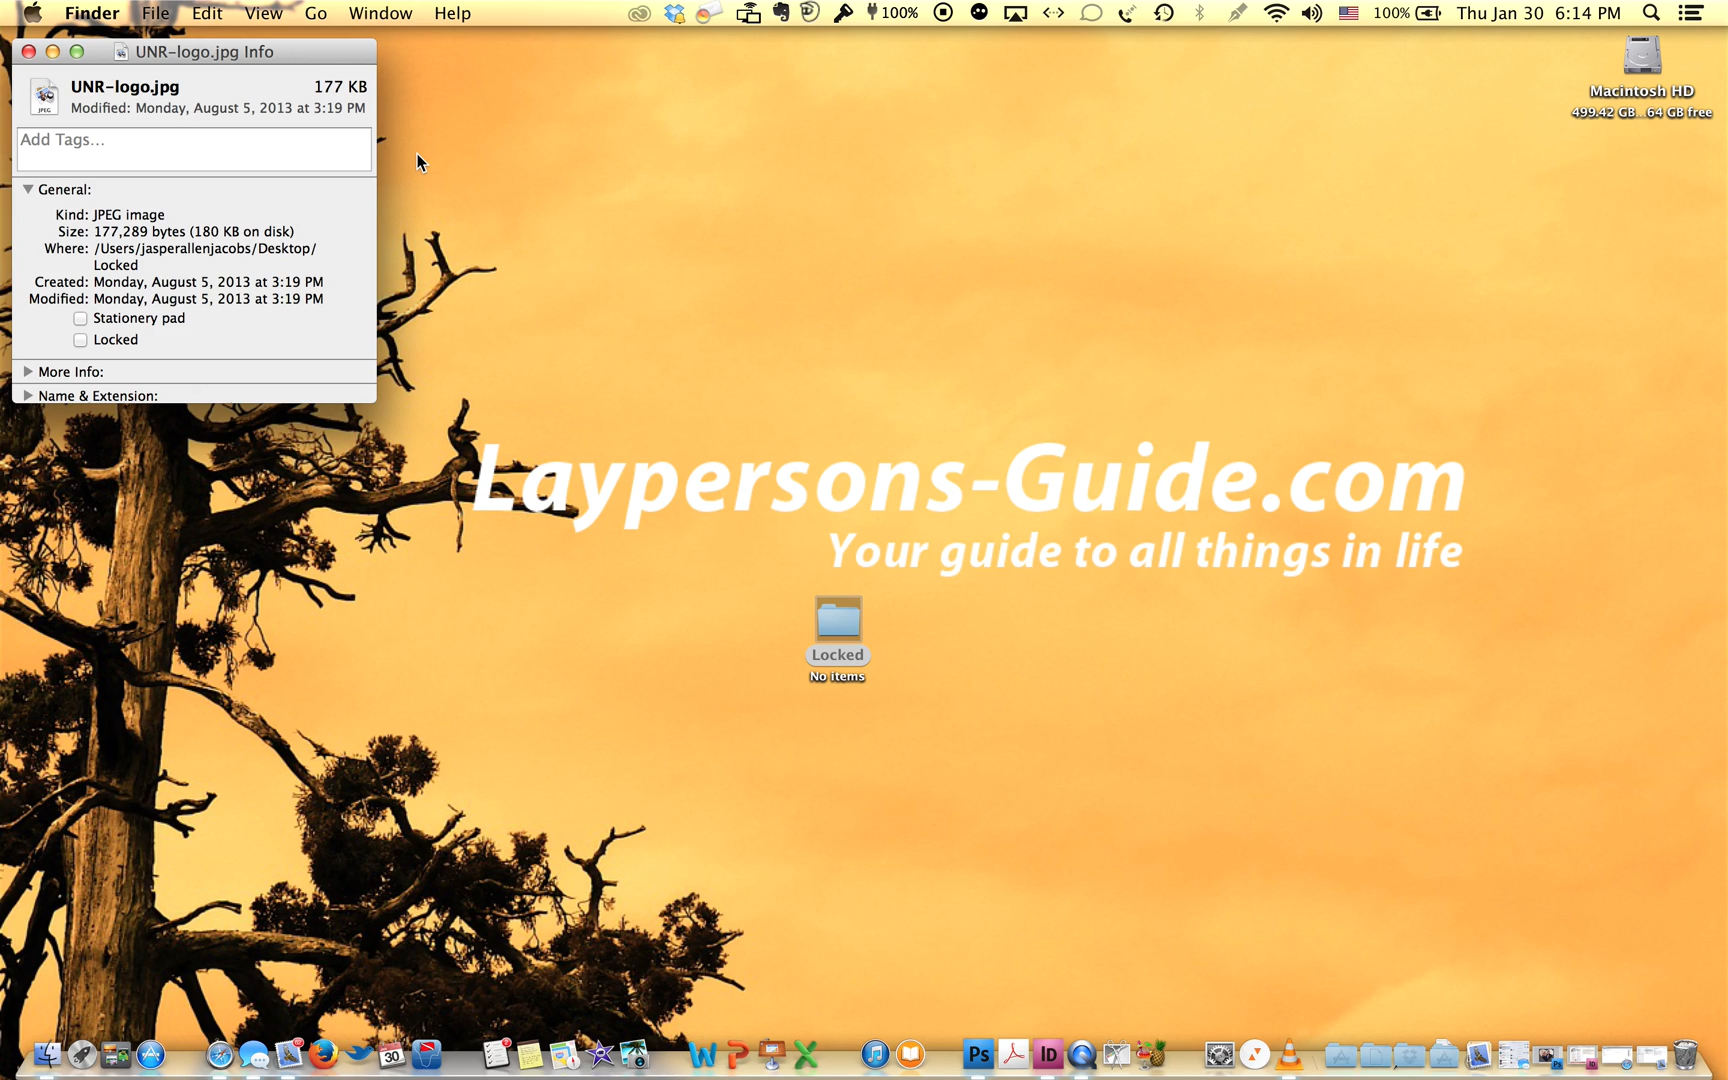 Finder File Edit View Go Window Help 100% 100% Thu Jan 30 6:14 PM
UNR-logo.jpg Info
UNR-logo.jpg 177 KB
Modified: Monday, August 5, 2013 at 3:19 PM
Add Tags...
General:
Kind: JPEG image
Size: 177,289 bytes (180 KB on disk)
Where: /Users/jasperallenjacobs/Desktop/
Locked
Created: Monday, August 5, 2013 at 3:19 PM
Modified: Monday, August 5, 2013 at 3:19 PM
Stationery pad
Locked
More Info:
Name & Extension:
Macintosh HD
499.42 GB...64 GB free
Laypersons-Guide.com
Your guide to all things in life
Locked
No items
JPEG
30
Ps
ID